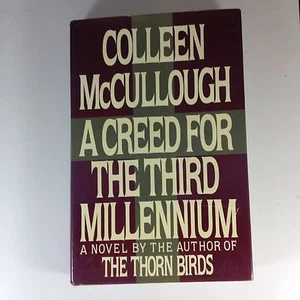 COLLEEN
McCULLOUGH
A CREED FOR
THE THIRD
MILLENNIUM
A NOVEL BY THE AUTHOR OF
THE THORN BIRDS